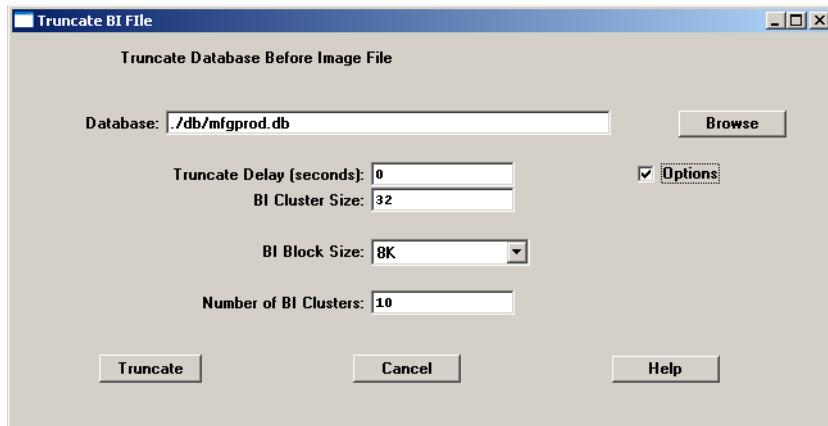 Truncate BI FIle
Truncate Database Before Image File
Database: ./db/mfgprod.db Browse
Truncate Delay (seconds): 0 Options
BI Cluster Size: 32
BI Block Size: 8K
Number of BI Clusters: 10
Truncate Cancel Help